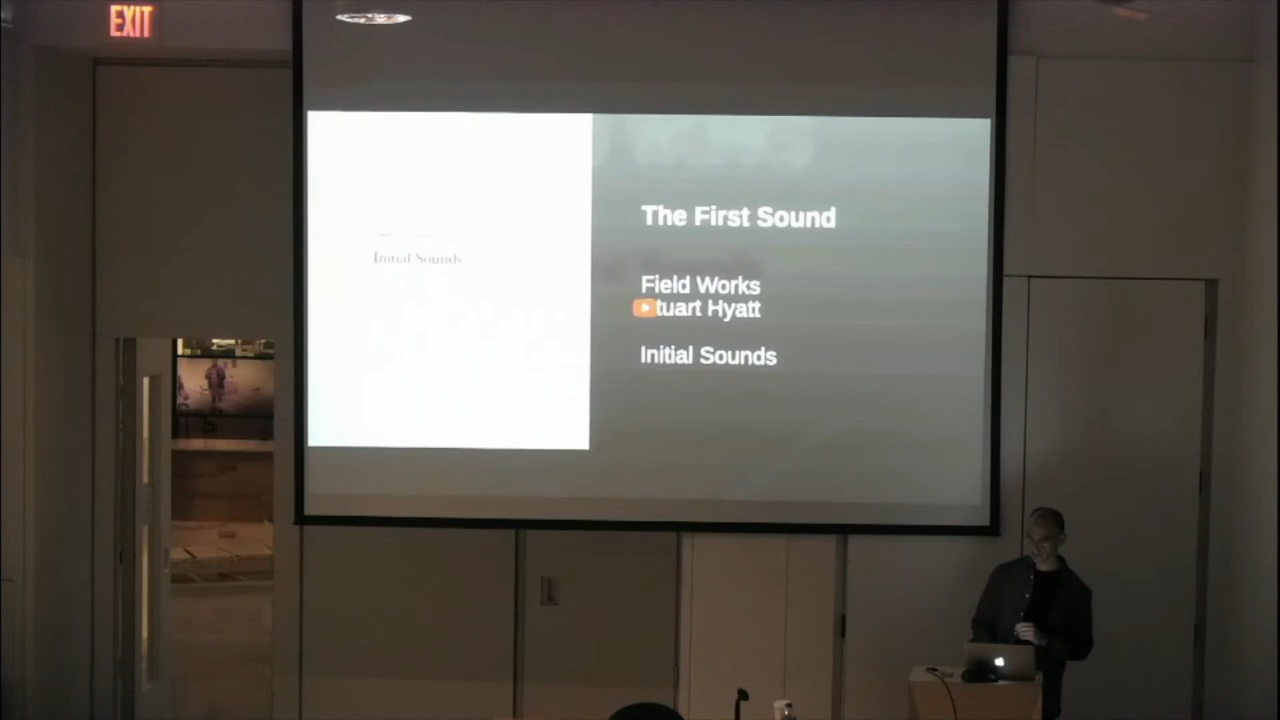 EXIT
Initial Sounds
The First Sound
Field Works
tuart Hyatt
Initial Sounds